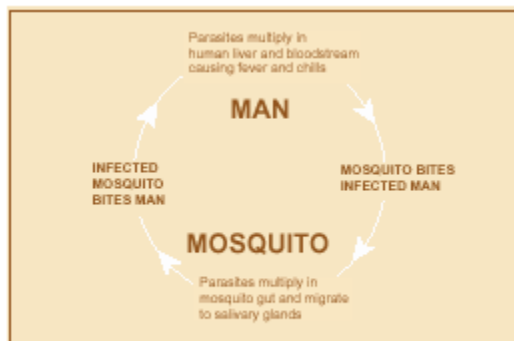 Parasites multiply in
human liver and bloodstream
causing fever and chills
MAN
INFECTED
MOSQUITO
BITES MAN
MOSQUITO BITES
INFECTED MAN
MOSQUITO
Parasites multiply in
mosquito gut and migrate
to salivary glands